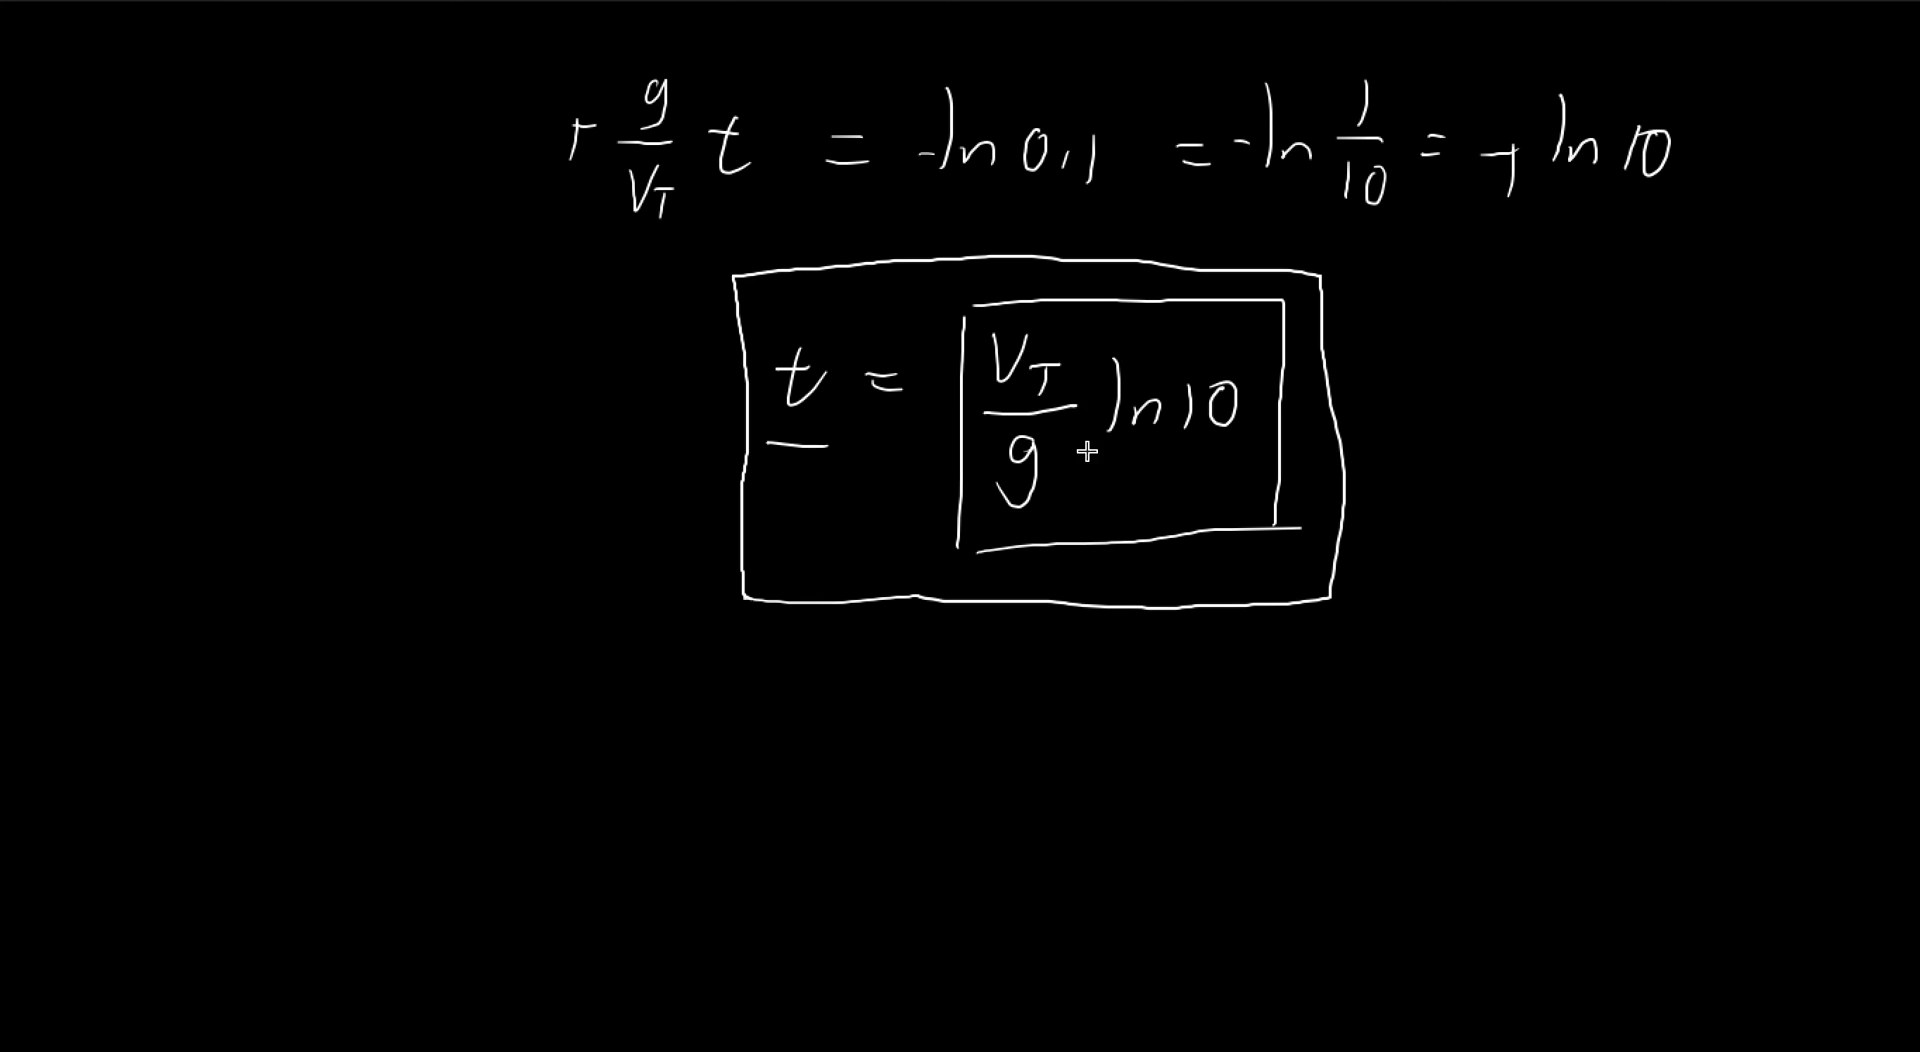 + g/V_T t = -ln 0,1 = -ln 1/10 = + ln 10
t = V_T/g ln 10